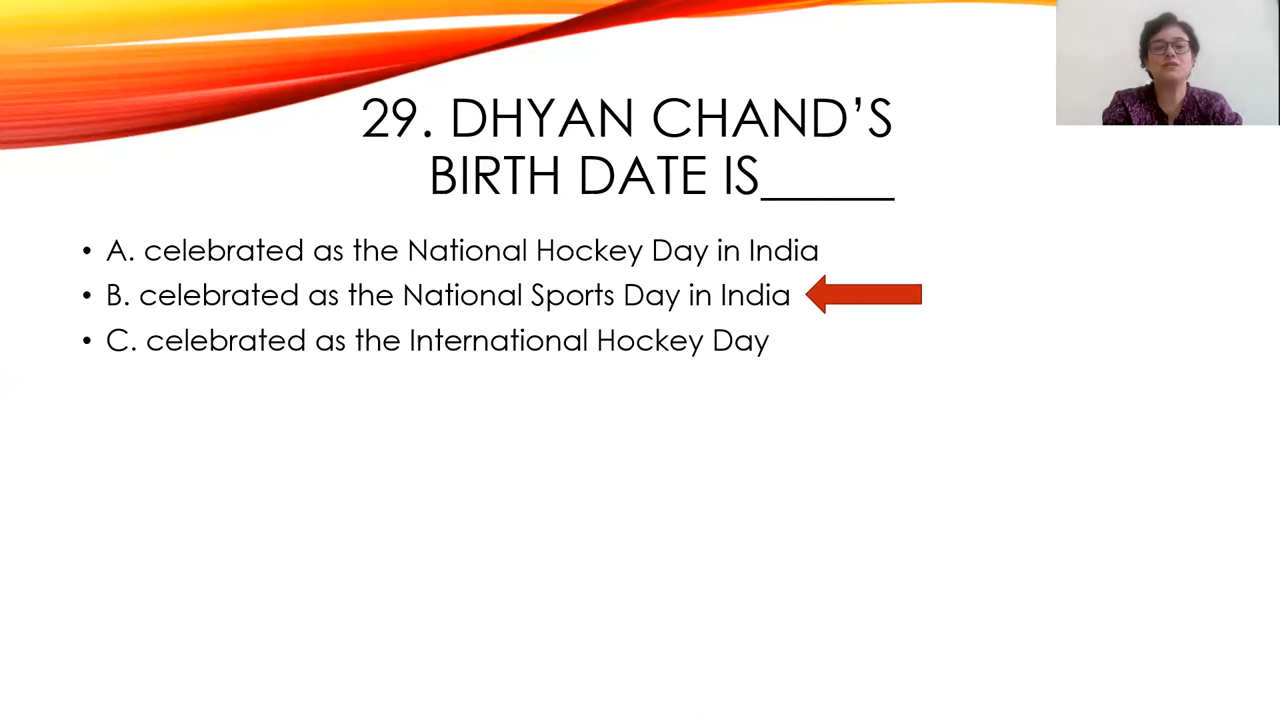 29. DHYAN CHAND’S
BIRTH DATE IS_____
• A. celebrated as the National Hockey Day in India
• B. celebrated as the National Sports Day in India
• C. celebrated as the International Hockey Day